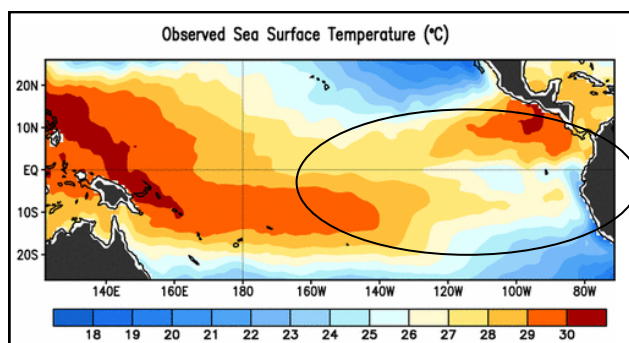 Observed Sea Surface Temperature (°C)
20N
10N
EQ
10S
20S
140E 160E 180 160W 140W 120W 100W 80W
18 19 20 21 22 23 24 25 26 27 28 29 30